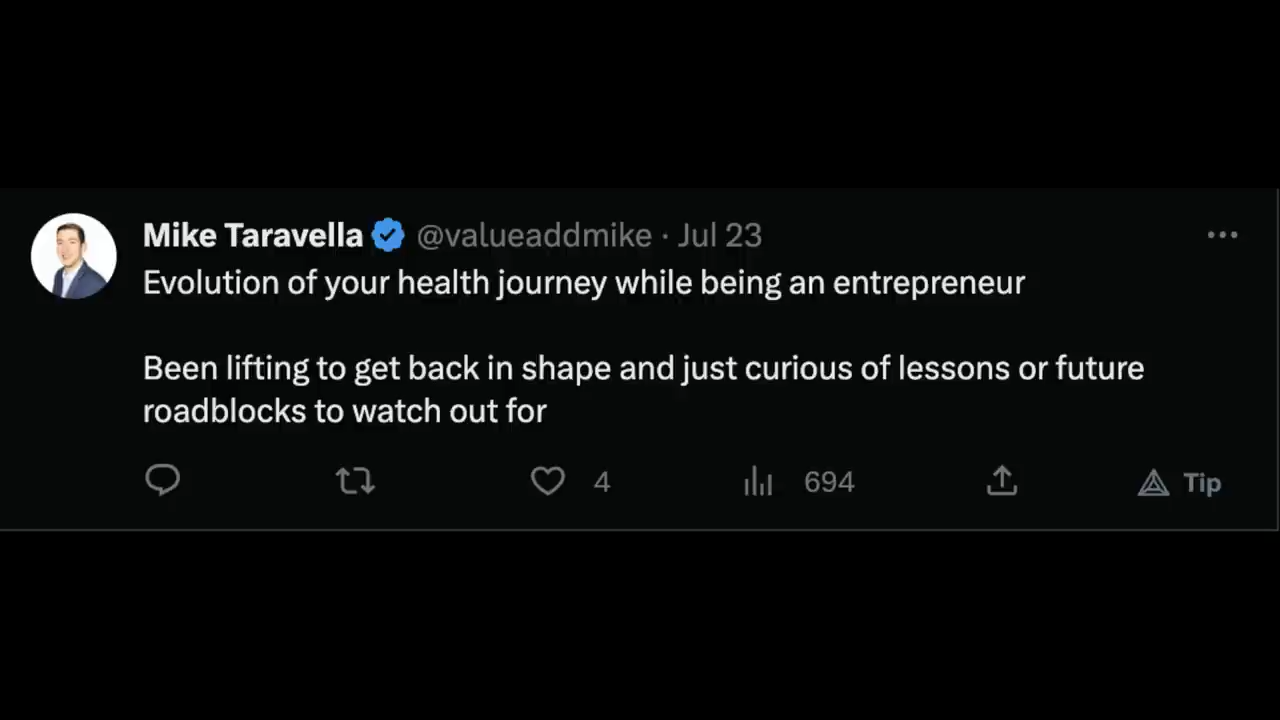 Mike Taravella @valueaddmike · Jul 23
Evolution of your health journey while being an entrepreneur
Been lifting to get back in shape and just curious of lessons or future
roadblocks to watch out for
4 694 Tip